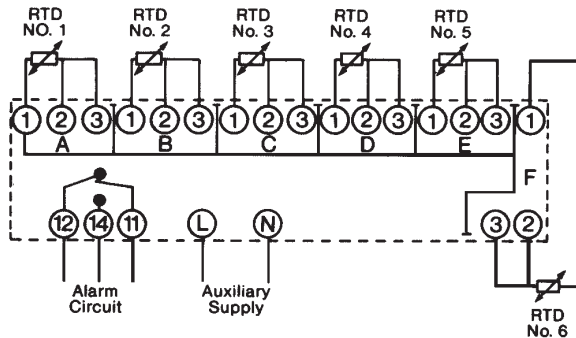 RTD NO. 1
RTD No. 2
RTD No. 3
RTD No. 4
RTD No. 5
1 2 3 1 2 3 1 2 3 1 2 3 1 2 3 1
A B C D E F
12 14 11 L N 3 2
Alarm Circuit
Auxiliary Supply
RTD No. 6